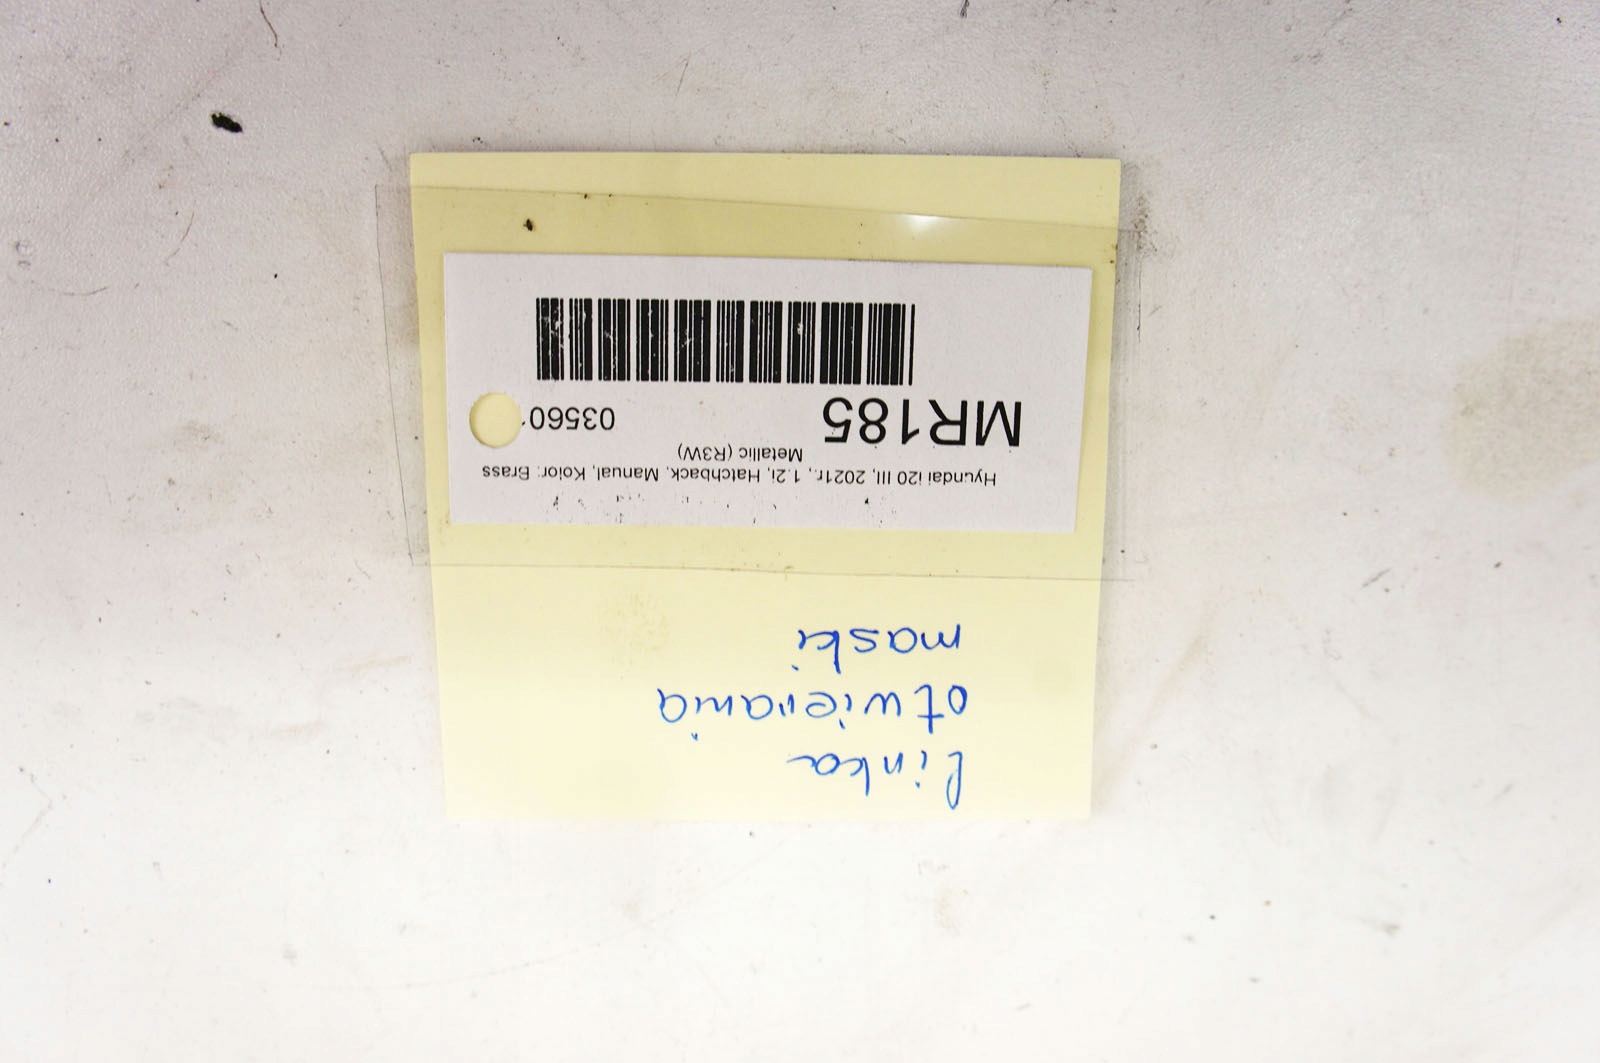 linka
otwierania
maski
Hyundai i20 III, 2021r., 1.2i, Hatchback, Manual, Kolor: Brass
Metallic (R3W)
MR185 03560